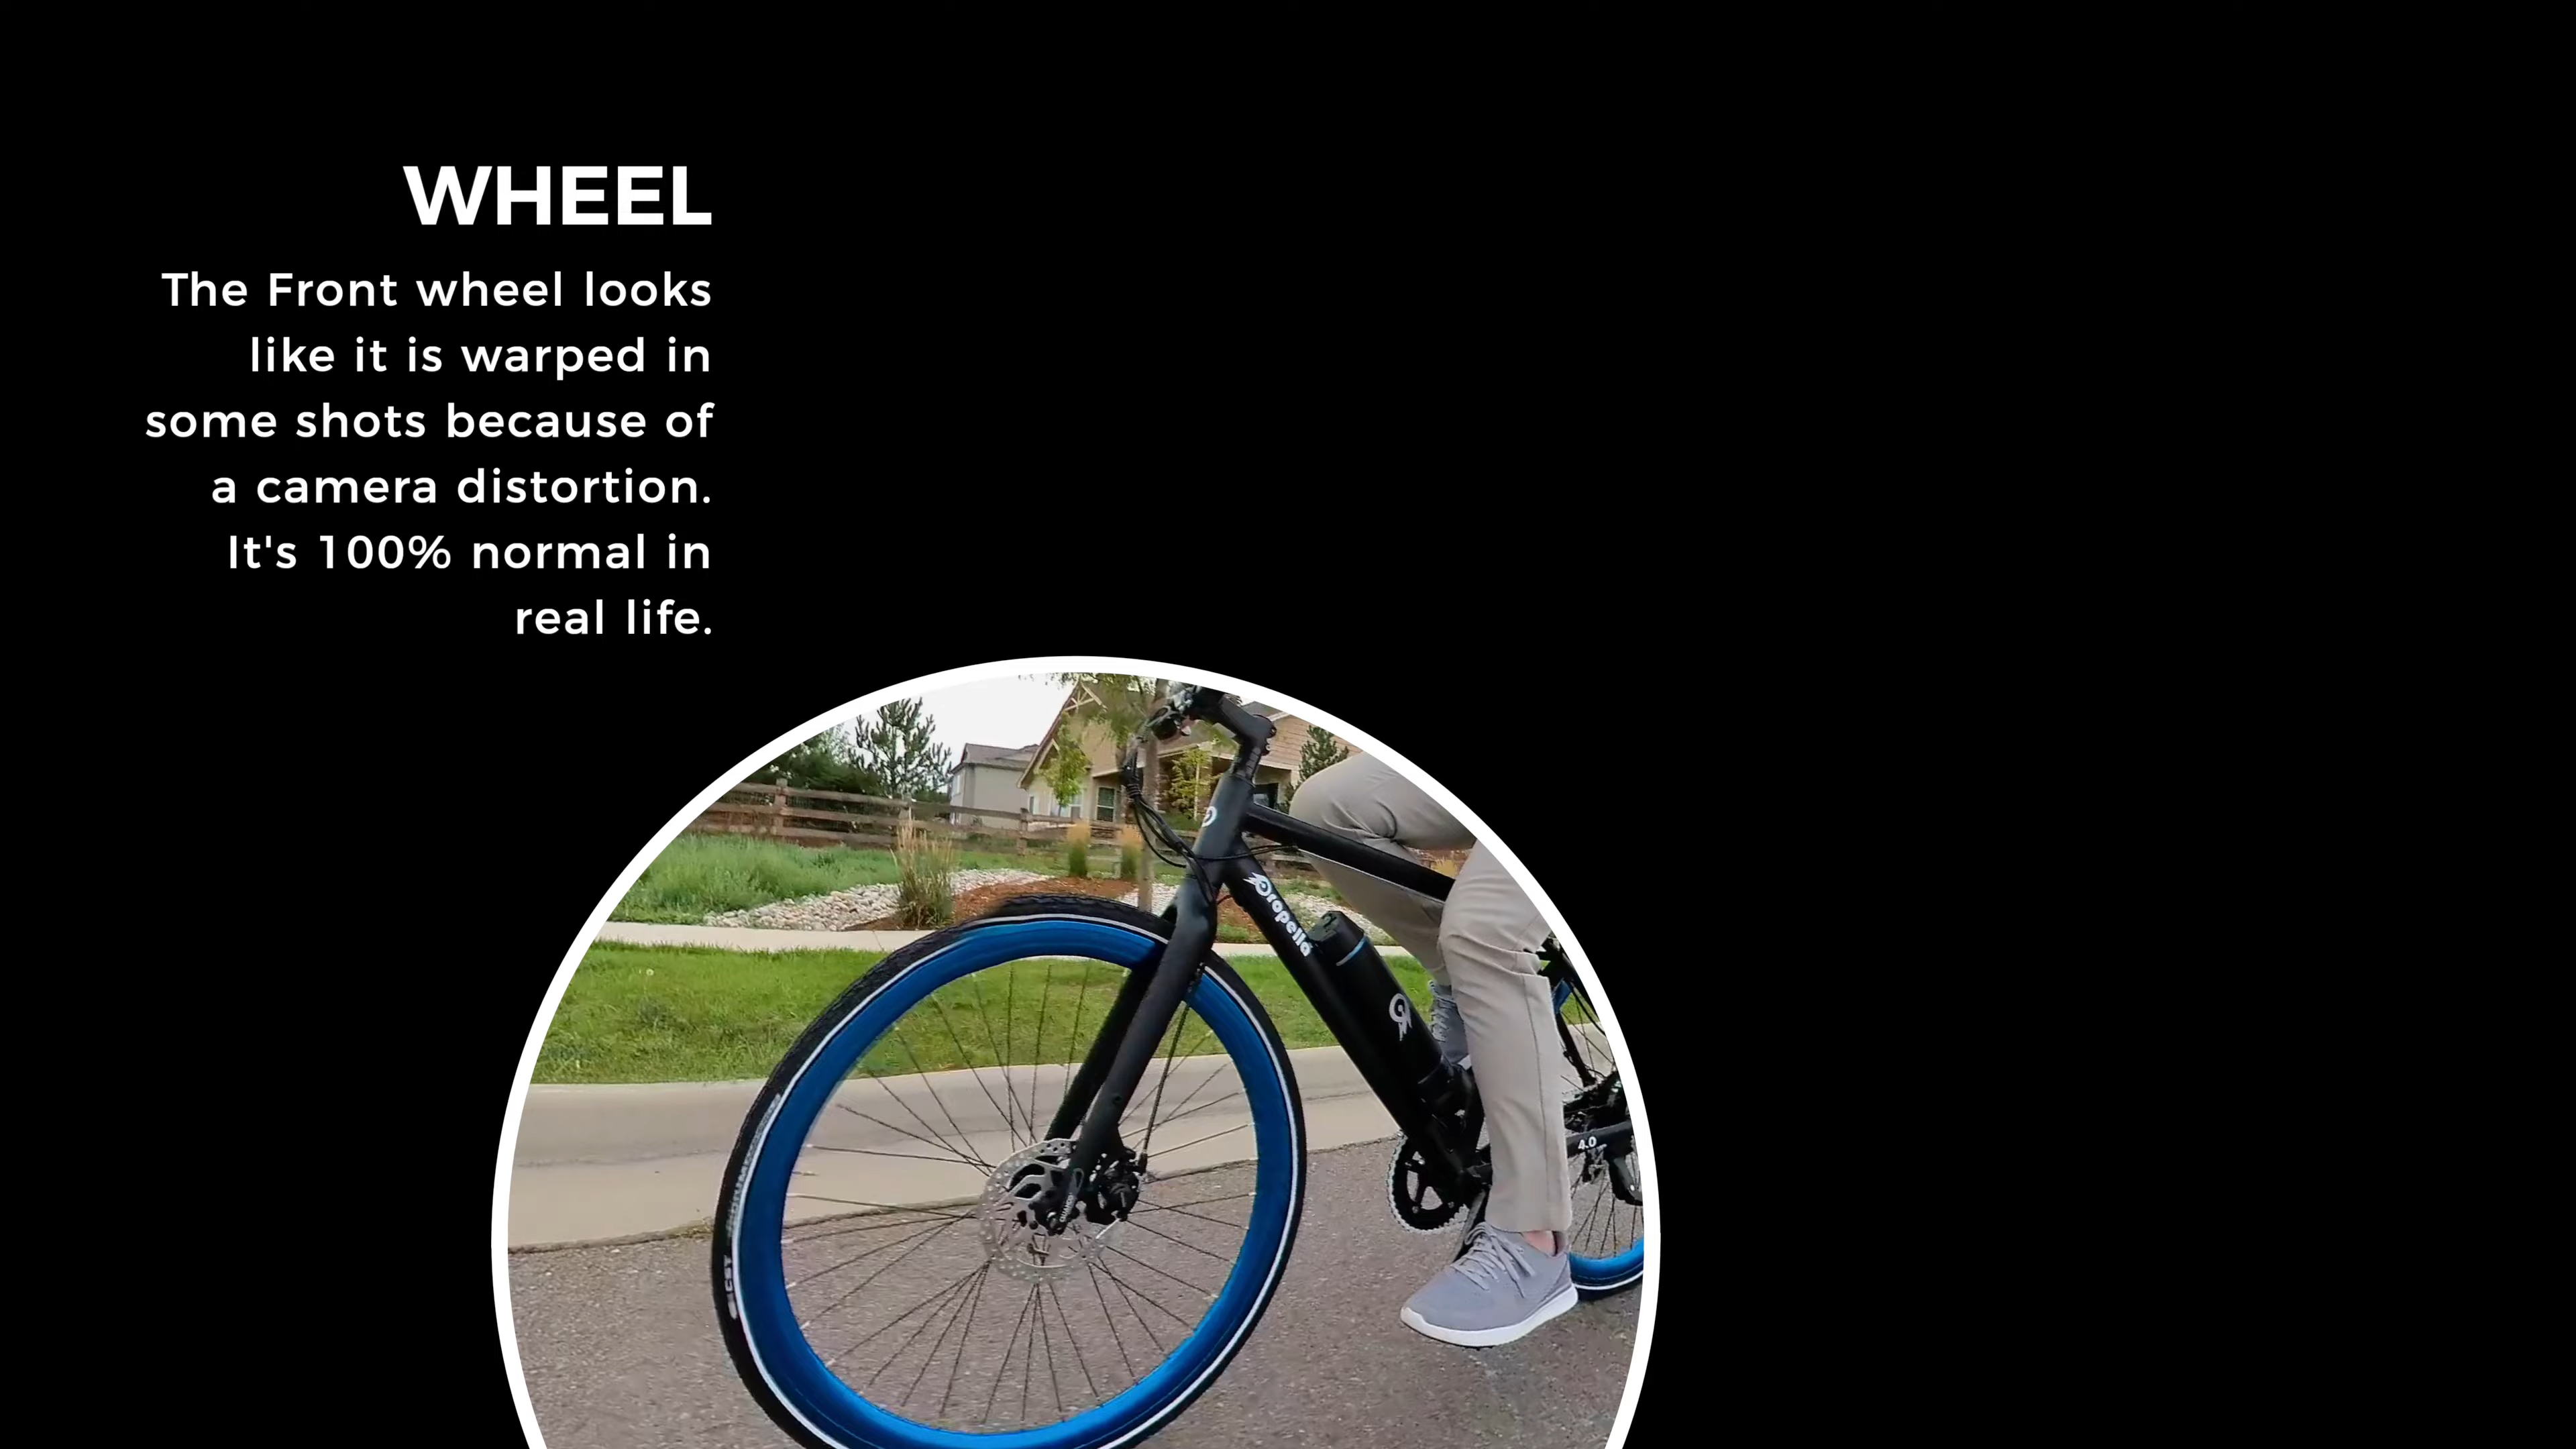 WHEEL
The Front wheel looks
like it is warped in
some shots because of
a camera distortion.
It's 100% normal in
real life.
Propella
4.0
CST